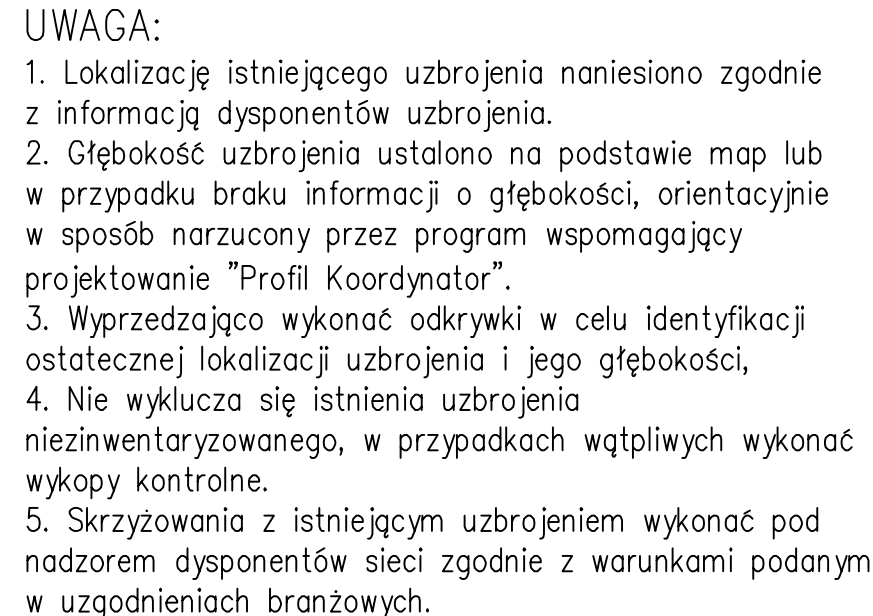 UWAGA:
1. Lokalizację istniejącego uzbrojenia naniesiono zgodnie
z informacją dysponentów uzbrojenia.
2. Głębokość uzbrojenia ustalono na podstawie map lub
w przypadku braku informacji o głębokości, orientacyjnie
w sposób narzucony przez program wspomagający
projektowanie "Profil Koordynator".
3. Wyprzedzająco wykonać odkrywki w celu identyfikacji
ostatecznej lokalizacji uzbrojenia i jego głębokości,
4. Nie wyklucza się istnienia uzbrojenia
niezinwentaryzowanego, w przypadkach wątpliwych wykonać
wykopy kontrolne.
5. Skrzyżowania z istniejącym uzbrojeniem wykonać pod
nadzorem dysponentów sieci zgodnie z warunkami podanym
w uzgodnieniach branżowych.